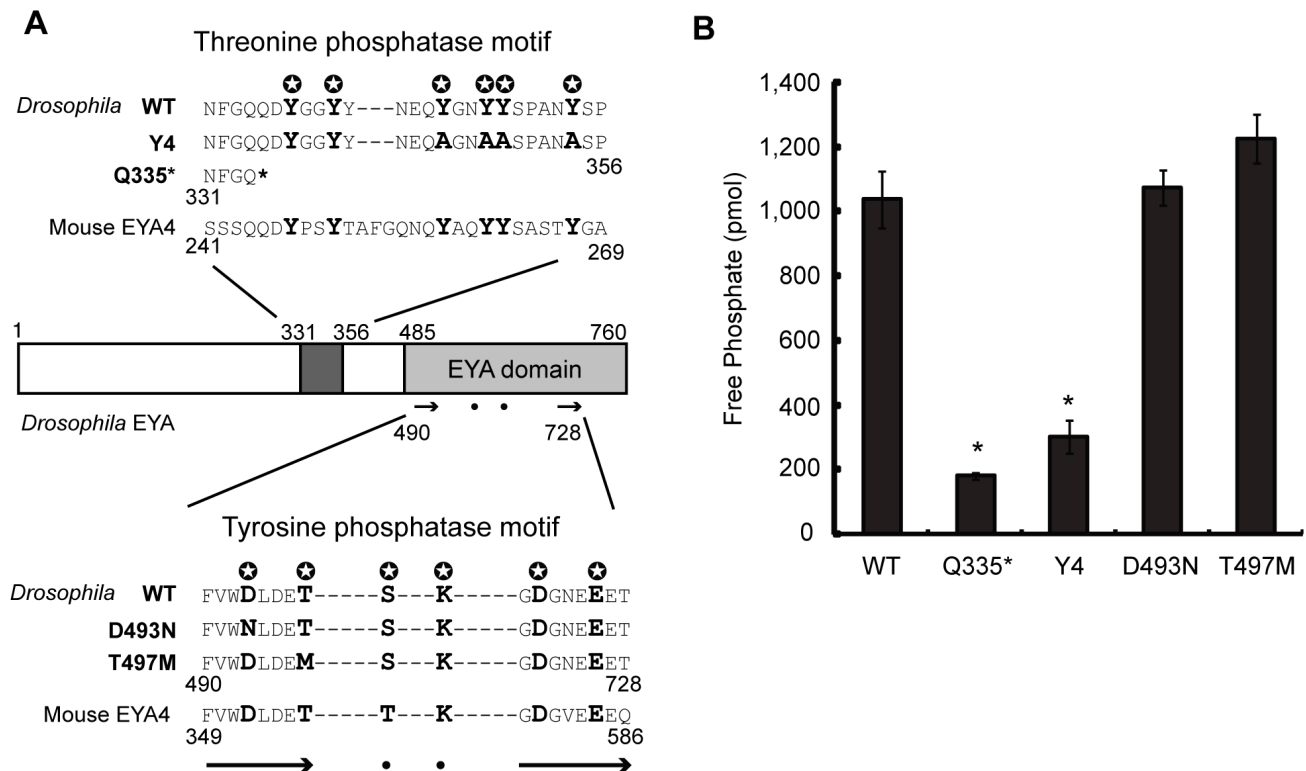 A
Threonine phosphatase motif
Drosophila WT NFGQQDYGGYY---NEQYGNYYSPANYSP
Y4 NFGQQDYGGYY---NEQAGNAASPANASP
356
Q335* NFGQ*
331
Mouse EYA4 SSSQQDYPSYTAFGQNQYAQYYSASTYGA
241 269
1 331 356 485 760
EYA domain
Drosophila EYA
490 728
Tyrosine phosphatase motif
Drosophila WT FVWDLDET-----S--K-----GDGNEEET
D493N FVWNLDET-----S--K-----GDGNEEET
T497M FVWDLDEM-----S--K-----GDGNEEET
490 728
Mouse EYA4 FVWDLDET-----T--K-----GDGVEEEQ
349 586
B
Free Phosphate (pmol)
1,400
1,200
1,000
800
600
400
200
0
* *
WT Q335* Y4 D493N T497M